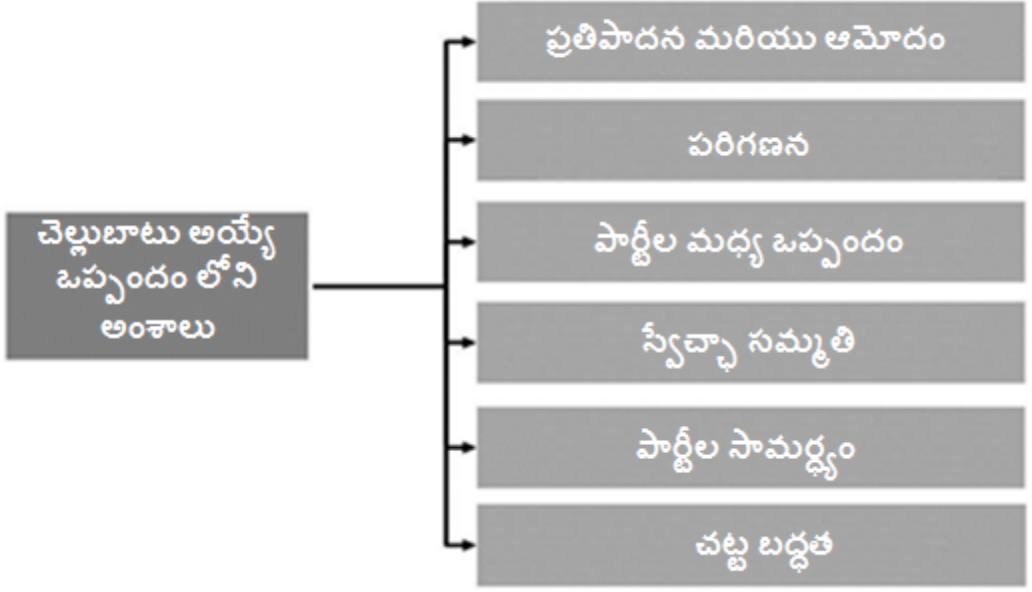 చెల్లుబాటు అయ్యే
ఒప్పందం లోని
అంశాలు
ప్రతిపాదన మరియు ఆమోదం
పరిగణన
పార్టీల మధ్య ఒప్పందం
స్వేచ్ఛా సమ్మతి
పార్టీల సామర్థ్యం
చట్ట బద్ధత